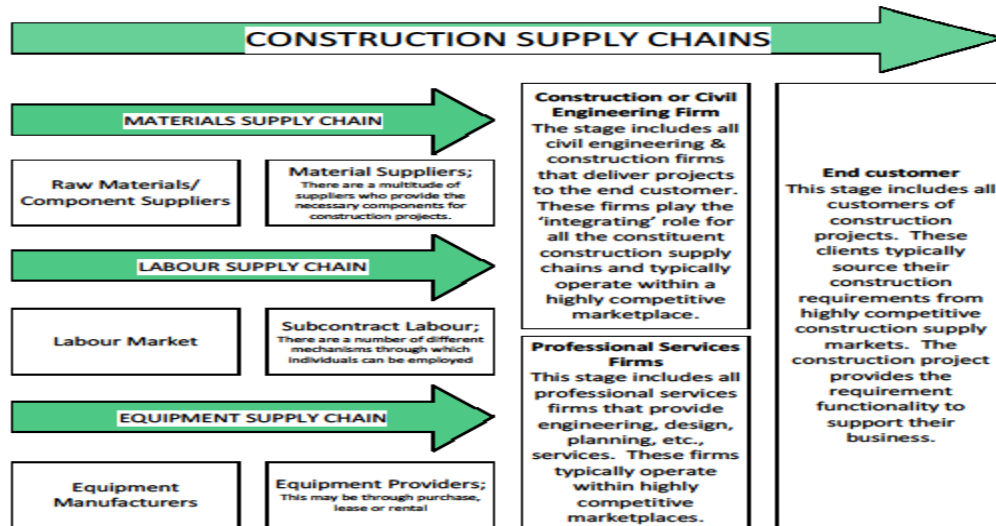 CONSTRUCTION SUPPLY CHAINS
MATERIALS SUPPLY CHAIN
Raw Materials/
Component Suppliers
Material Suppliers;
There are a multitude of
suppliers who provide the
necessary components for
construction projects.
LABOUR SUPPLY CHAIN
Labour Market
Subcontract Labour;
There are a number of different
mechanisms through which
individuals can be employed
EQUIPMENT SUPPLY CHAIN
Equipment
Manufacturers
Equipment Providers;
This may be through purchase,
lease or rental
Construction or Civil
Engineering Firm
The stage includes all
civil engineering &
construction firms
that deliver projects
to the end customer.
These firms play the
'integrating' role for
all the constituent
construction supply
chains and typically
operate within a
highly competitive
marketplace.
Professional Services
Firms
This stage includes all
professional services
firms that provide
engineering, design,
planning, etc.,
services. These firms
typically operate
within highly
competitive
marketplaces.
End customer
This stage includes all
customers of
construction
projects. These
clients typically
source their
construction
requirements from
highly competitive
construction supply
markets. The
construction project
provides the
requirement
functionality to
support their
business.